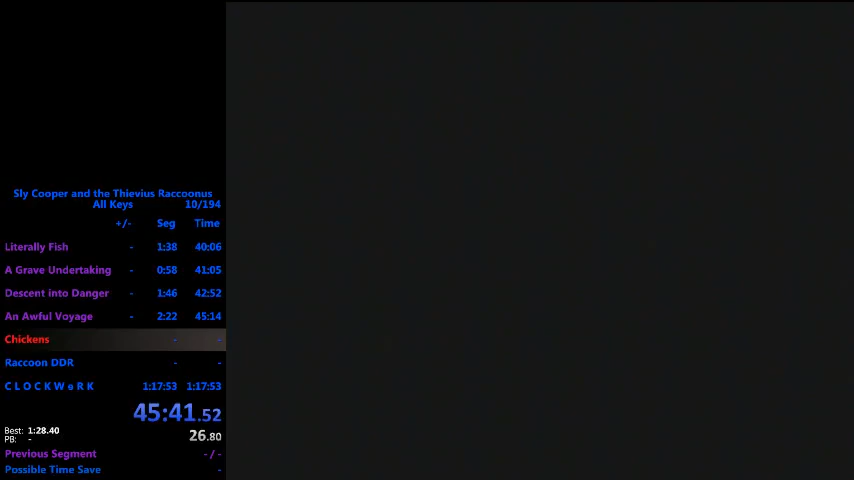 Sly Cooper and the Thievius Raccoonus
All Keys 10/194
+/- Seg Time
Literally Fish - 1:38 40:06
A Grave Undertaking - 0:58 41:05
Descent into Danger - 1:46 42:52
An Awful Voyage - 2:22 45:14
Chickens - -
Raccoon DDR - -
C L O C K W e R K 1:17:53 1:17:53
45:41.52
Best: 1:28.40
PB: - 26.80
Previous Segment - / -
Possible Time Save -